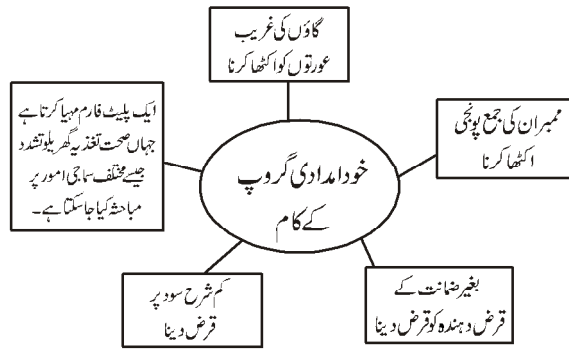 گاؤں کی غریب
عورتوں کو اکٹھا کرنا
ممبران کی جمع پونجی
اکٹھا کرنا
ایک پلیٹ فارم مہیا کرتا ہے
جہاں صحت تغذیہ گھریلو تشدد
جیسے مختلف سماجی امور پر
مباحثہ کیا جا سکتا ہے۔
خود امدادی گروپ
کے کام
بغیر ضمانت کے
قرض دہندہ کو قرض دینا
کم شرح سود پر
قرض دینا